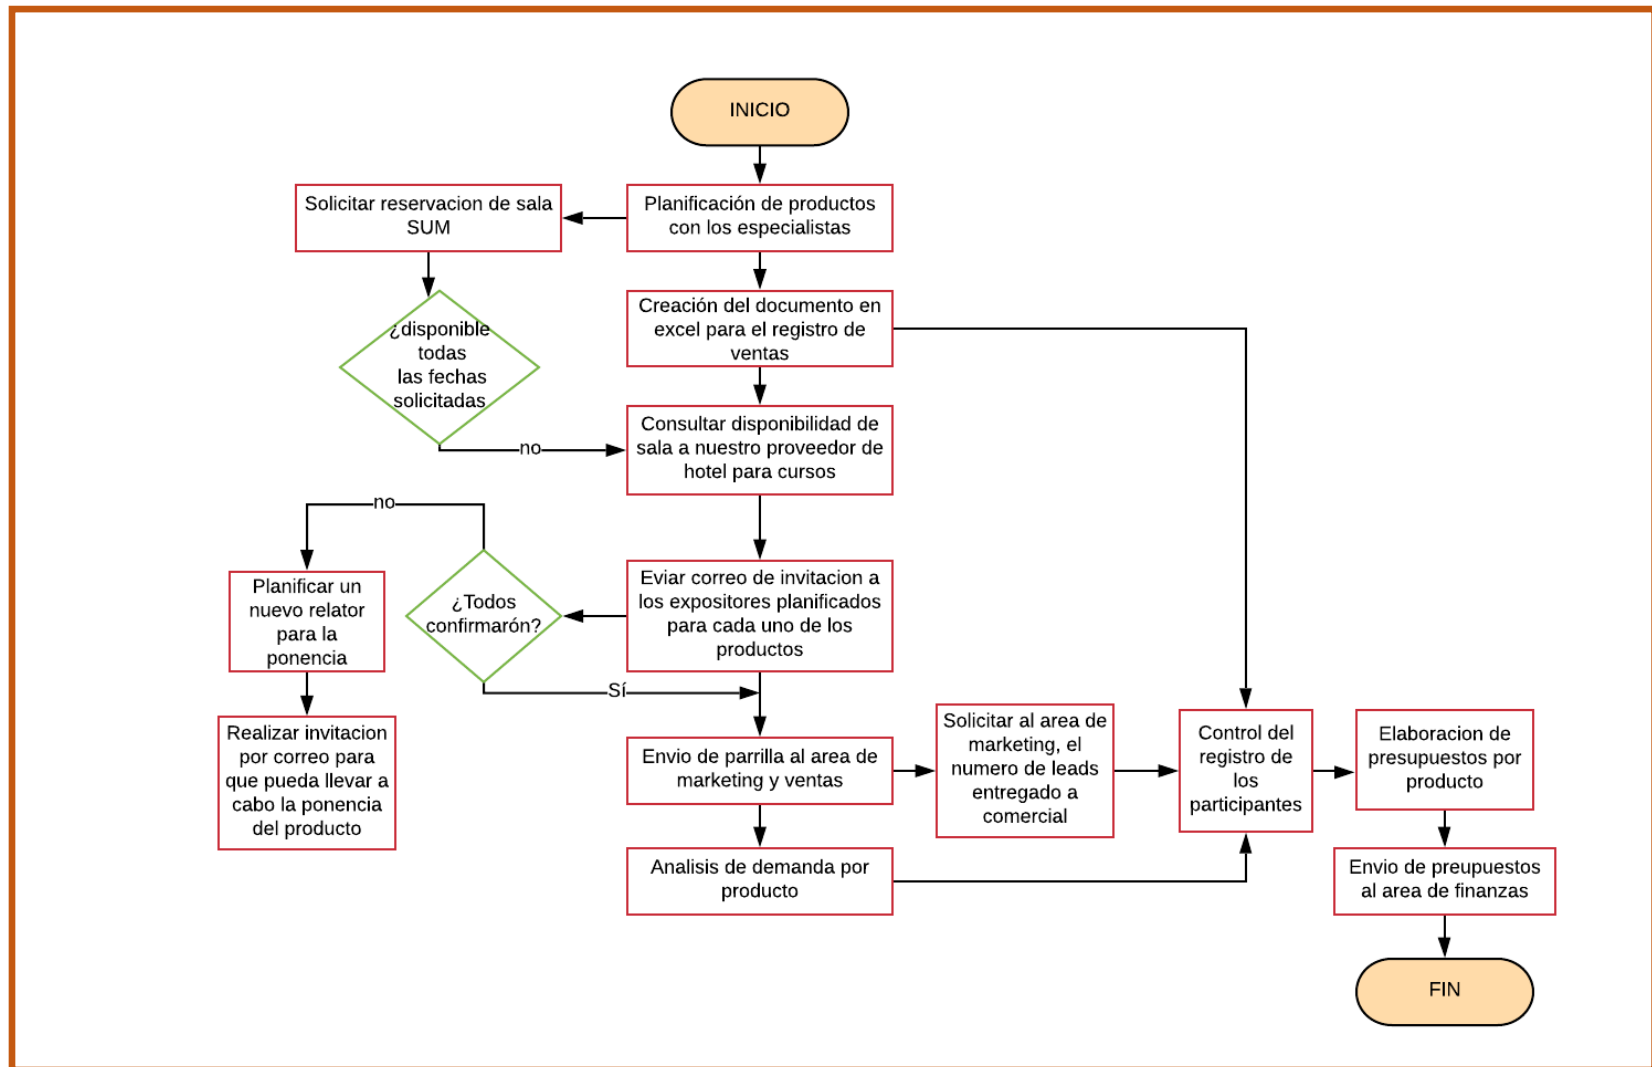 INICIO
Solicitar reservacion de sala
SUM
Planificación de productos
con los especialistas
¿disponible
todas
las fechas
solicitadas
Creación del documento en
excel para el registro de
ventas
no
Consultar disponibilidad de
sala a nuestro proveedor de
hotel para cursos
no
Planificar un
nuevo relator
para la
ponencia
¿Todos
confirmarón?
Eviar correo de invitacion a
los expositores planificados
para cada uno de los
productos
Sí
Realizar invitacion
por correo para
que pueda llevar a
cabo la ponencia
del producto
Envio de parrilla al area de
marketing y ventas
Solicitar al area de
marketing, el
numero de leads
entregado a
comercial
Control del
registro de
los
participantes
Elaboracion de
presupuestos por
producto
Analisis de demanda por
producto
Envio de preupuestos
al area de finanzas
FIN